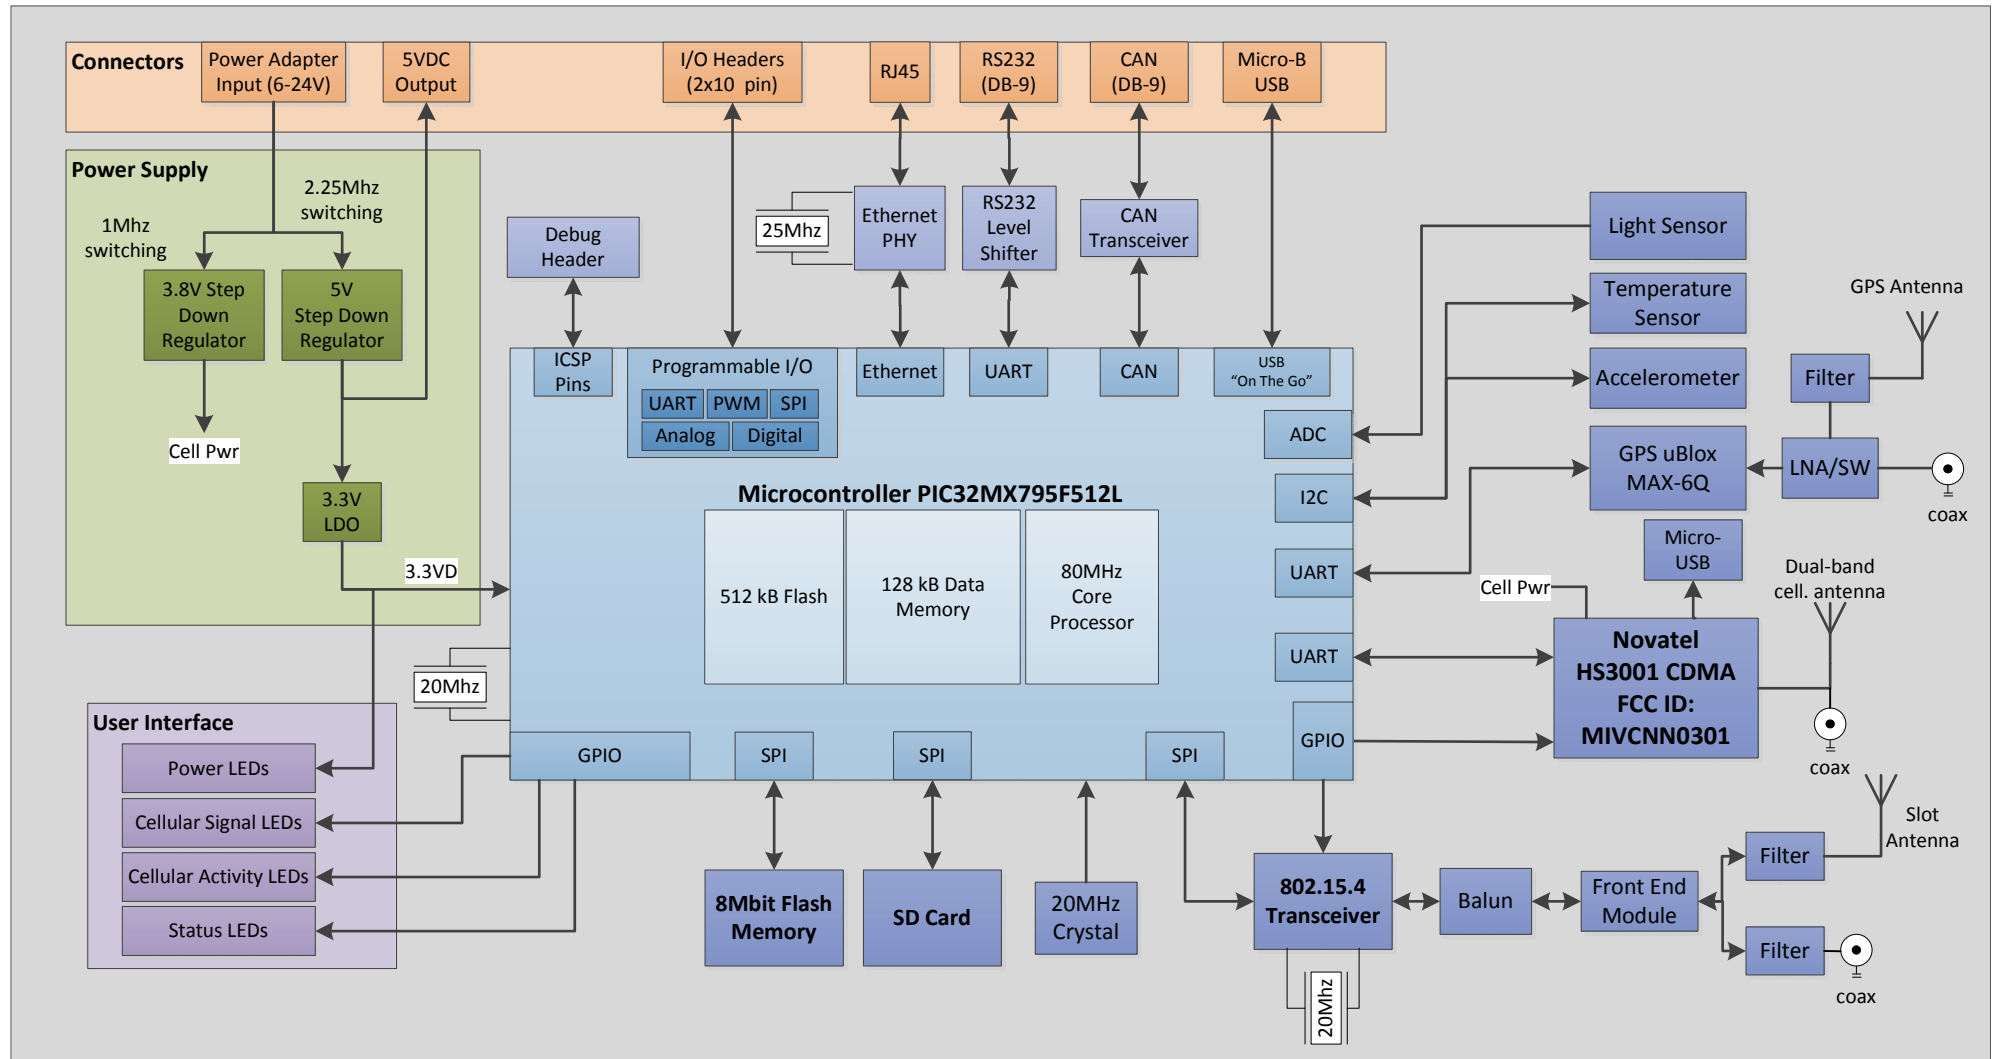 Connectors
Power Adapter
Input (6-24V)
5VDC
Output
I/O Headers
(2x10 pin)
RJ45
RS232
(DB-9)
CAN
(DB-9)
Micro-B
USB
Power Supply
2.25Mhz
switching
1Mhz
switching
3.8V Step
Down
Regulator
5V
Step Down
Regulator
Cell Pwr
3.3V
LDO
3.3VD
Debug
Header
25Mhz
Ethernet
PHY
RS232
Level
Shifter
CAN
Transceiver
ICSP
Pins
Programmable I/O
UART
PWM
SPI
Analog
Digital
Ethernet
UART
CAN
USB
“On The Go”
ADC
I2C
UART
UART
GPIO
Microcontroller PIC32MX795F512L
512 kB Flash
128 kB Data
Memory
80MHz
Core
Processor
20Mhz
GPIO
SPI
SPI
SPI
Light Sensor
Temperature
Sensor
Accelerometer
GPS uBlox
MAX-6Q
GPS Antenna
Filter
LNA/SW
coax
Micro-
USB
Cell Pwr
Dual-band
cell. antenna
Novatel
HS3001 CDMA
FCC ID:
MIVCNN0301
coax
User Interface
Power LEDs
Cellular Signal LEDs
Cellular Activity LEDs
Status LEDs
8Mbit Flash
Memory
SD Card
20MHz
Crystal
802.15.4
Transceiver
20Mhz
Balun
Front End
Module
Filter
Slot
Antenna
Filter
coax